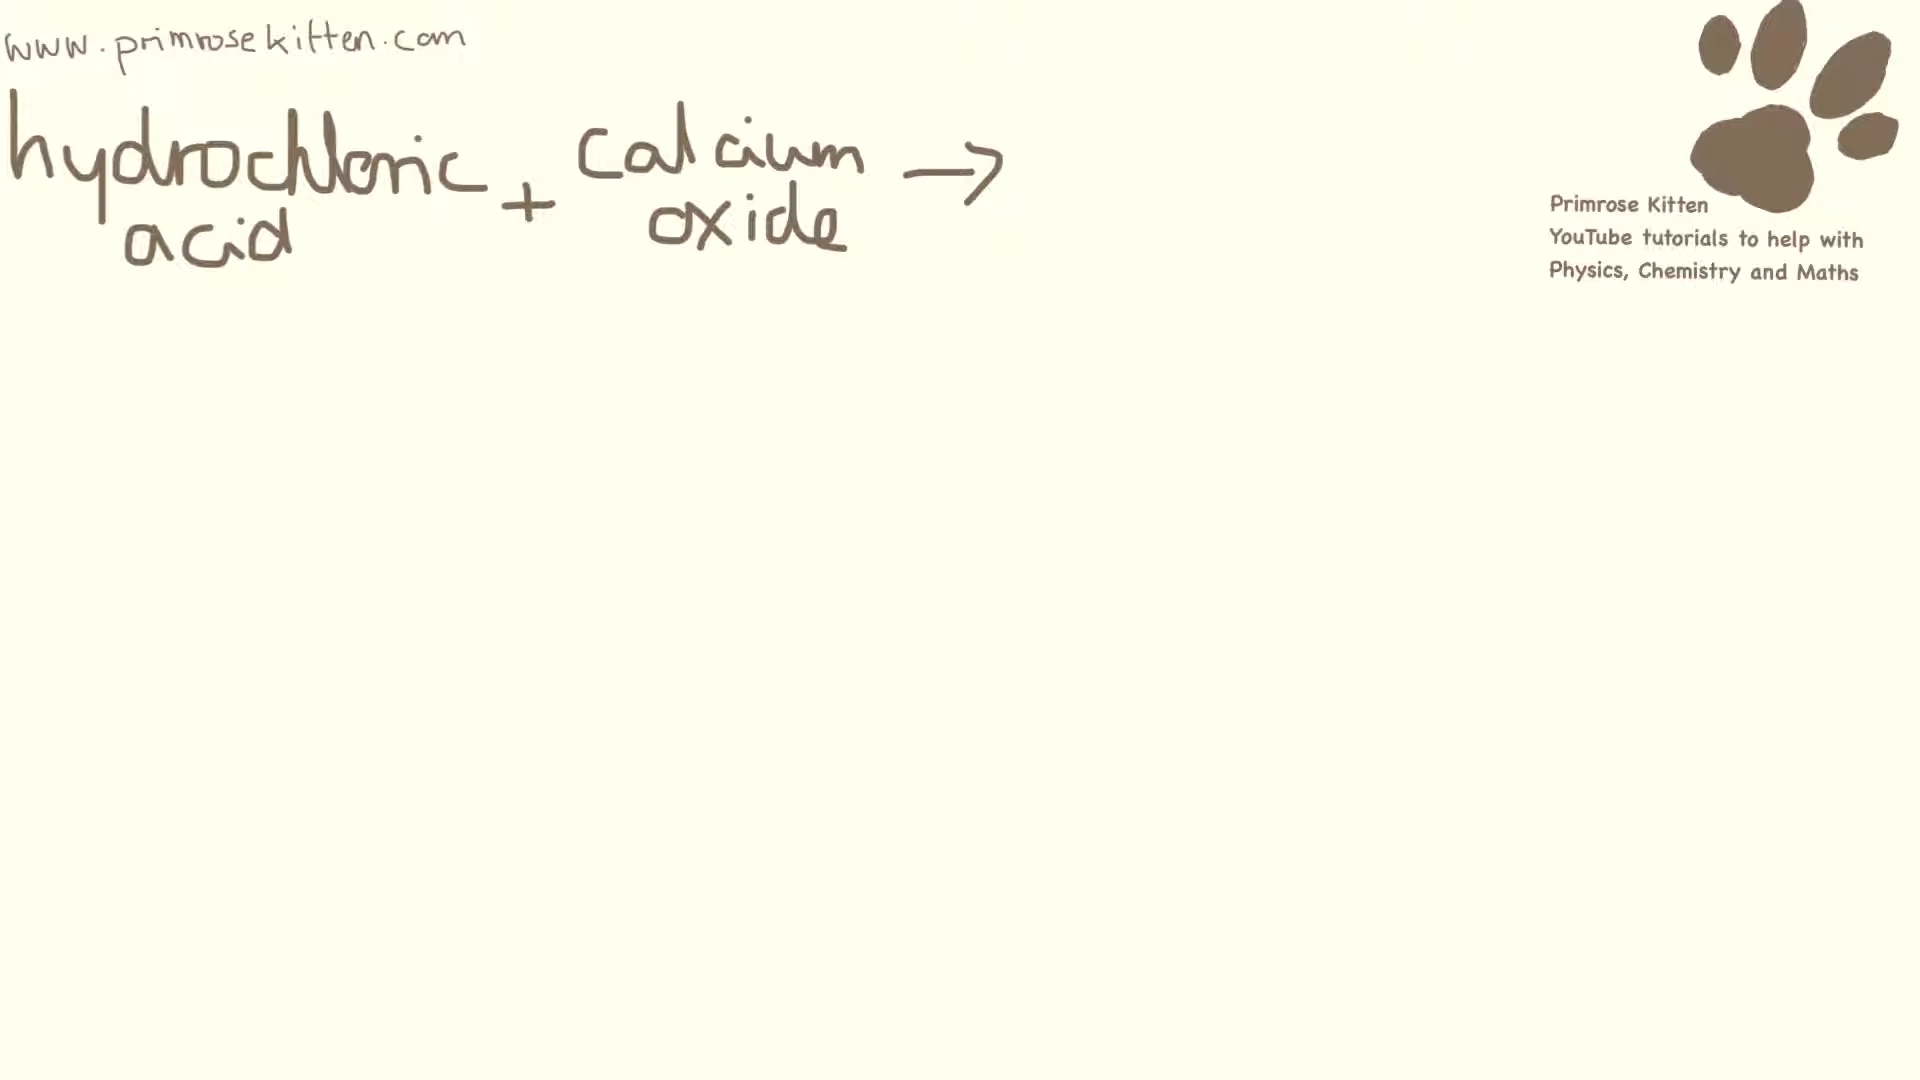 www.primrosekitten.com
hydrochloric + calcium →
acid oxide
Primrose Kitten
YouTube tutorials to help with
Physics, Chemistry and Maths